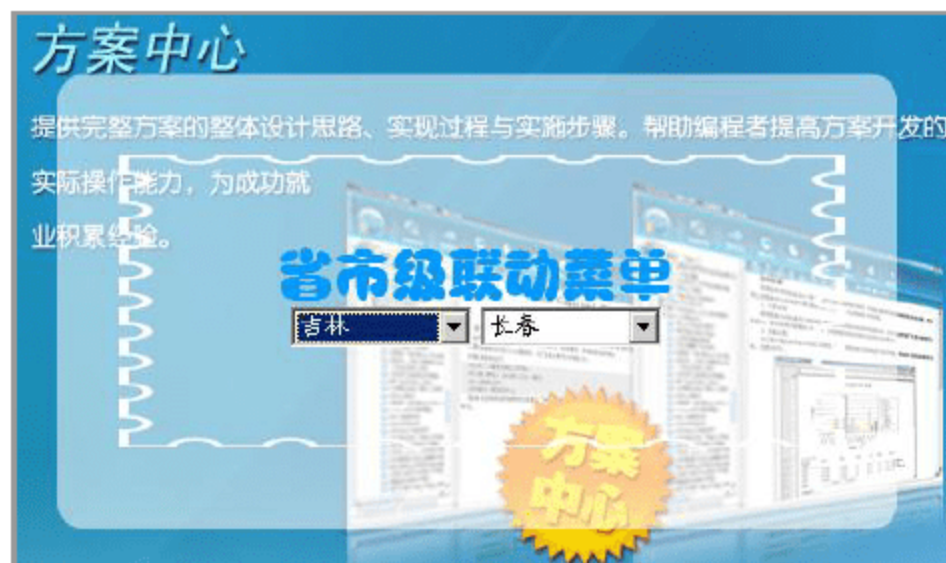 方案中心
提供完整方案的整体设计思路、实现过程与实施步骤。帮助编程者提高方案开发的
实际操作能力，为成功就
业积累经验。
省市级联动菜单
吉林 长春
方案
中心